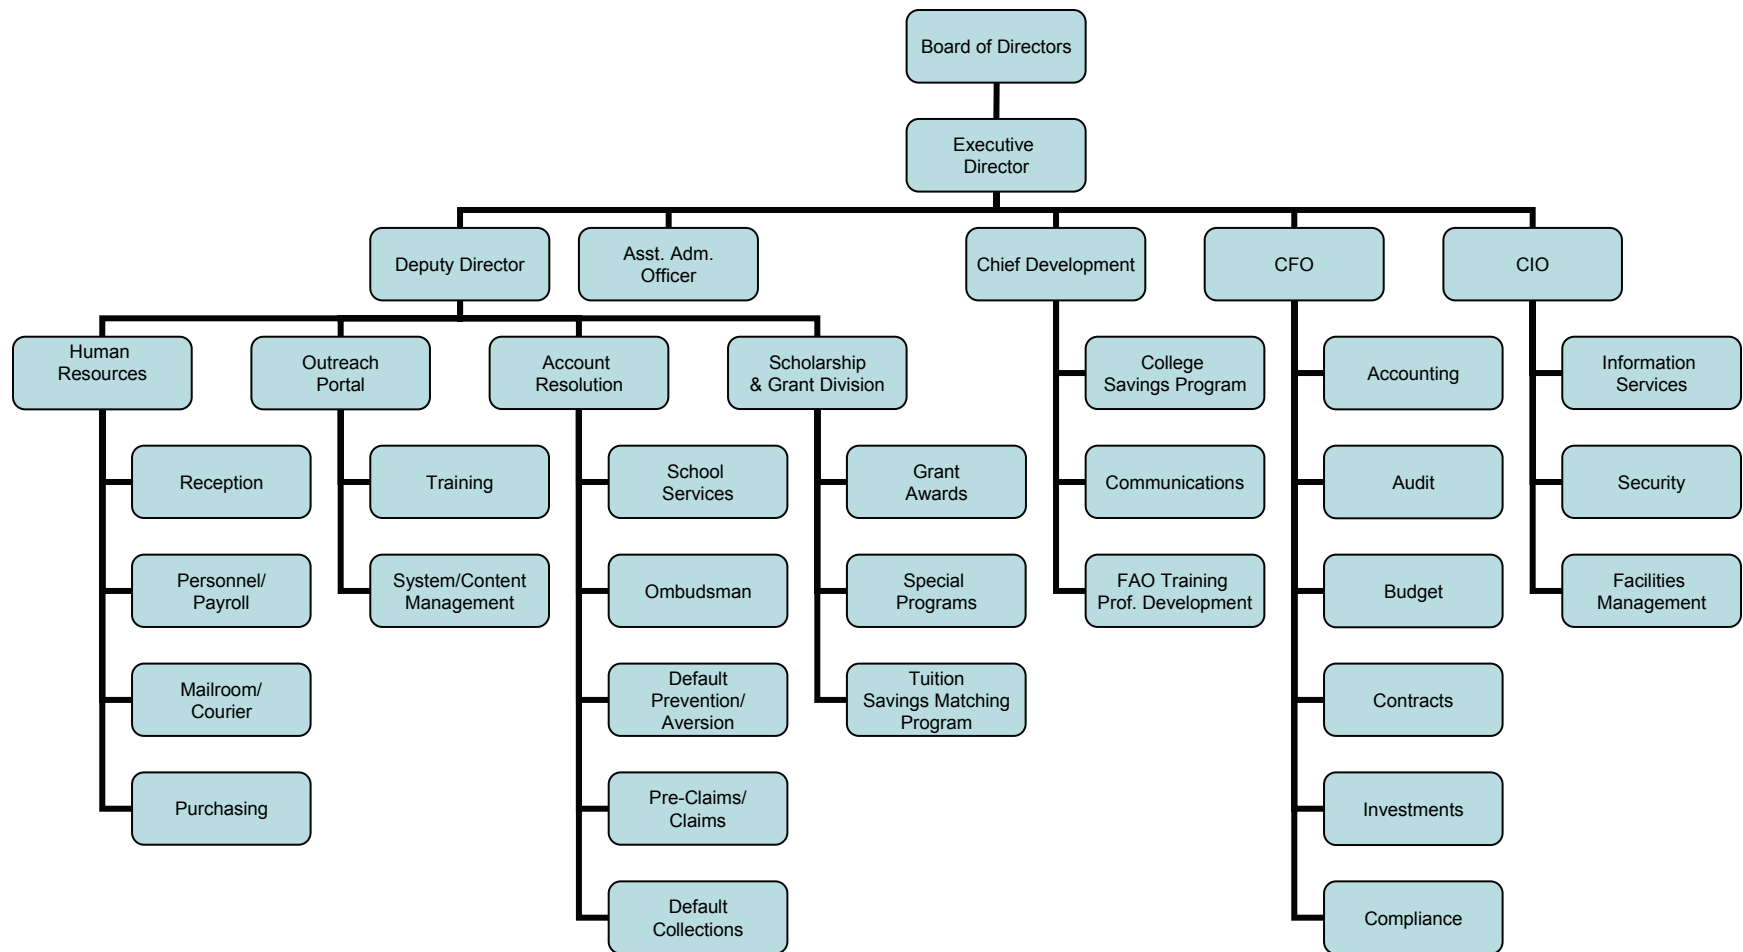 Board of Directors
Executive
Director
Deputy Director
Asst. Adm.
Officer
Chief Development
CFO
CIO
Human
Resources
Outreach
Portal
Account
Resolution
Scholarship
& Grant Division
College
Savings Program
Accounting
Information
Services
Reception
Training
School
Services
Grant
Awards
Communications
Audit
Security
Personnel/
Payroll
System/Content
Management
Ombudsman
Special
Programs
FAO Training
Prof. Development
Budget
Facilities
Management
Mailroom/
Courier
Default
Prevention/
Aversion
Tuition
Savings Matching
Program
Contracts
Purchasing
Pre-Claims/
Claims
Investments
Default
Collections
Compliance